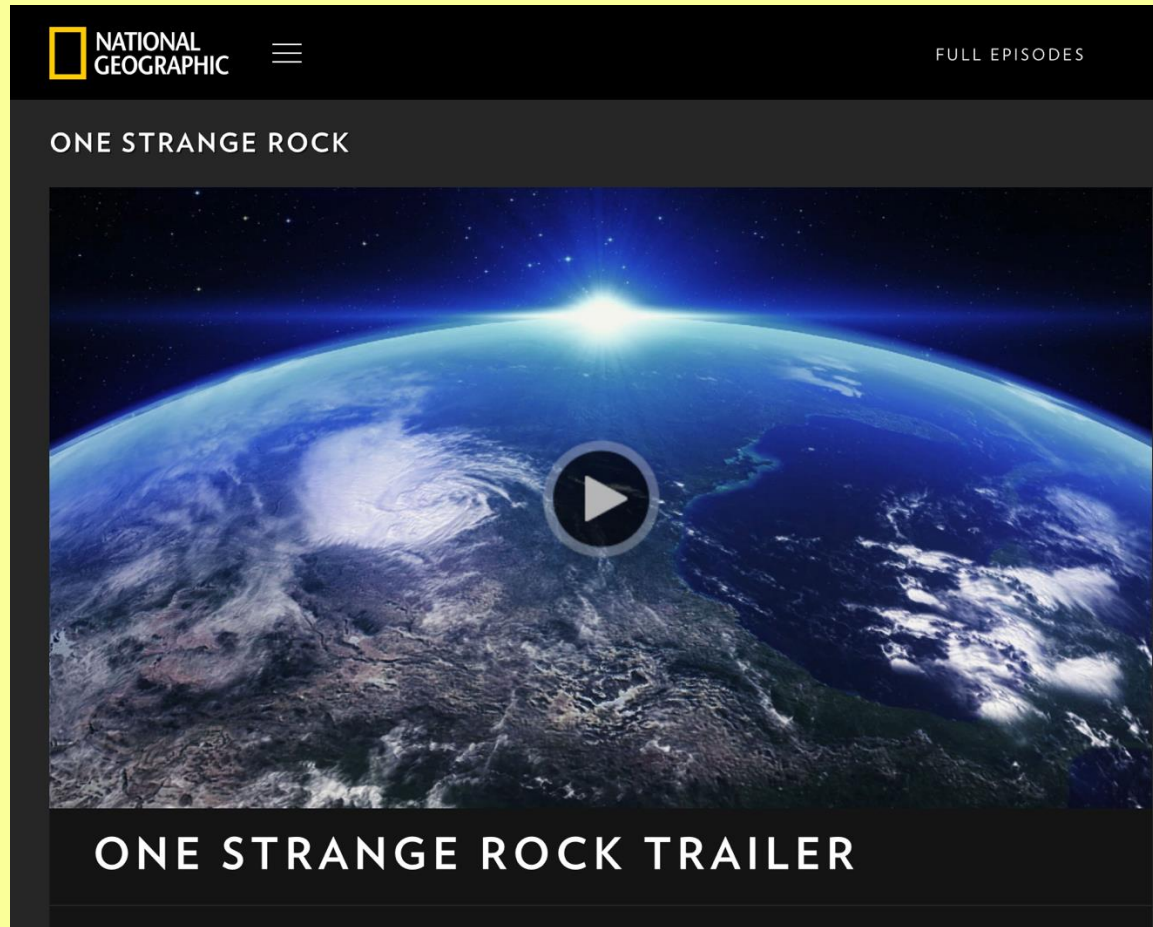 NATIONAL
GEOGRAPHIC
FULL EPISODES
ONE STRANGE ROCK
ONE STRANGE ROCK TRAILER